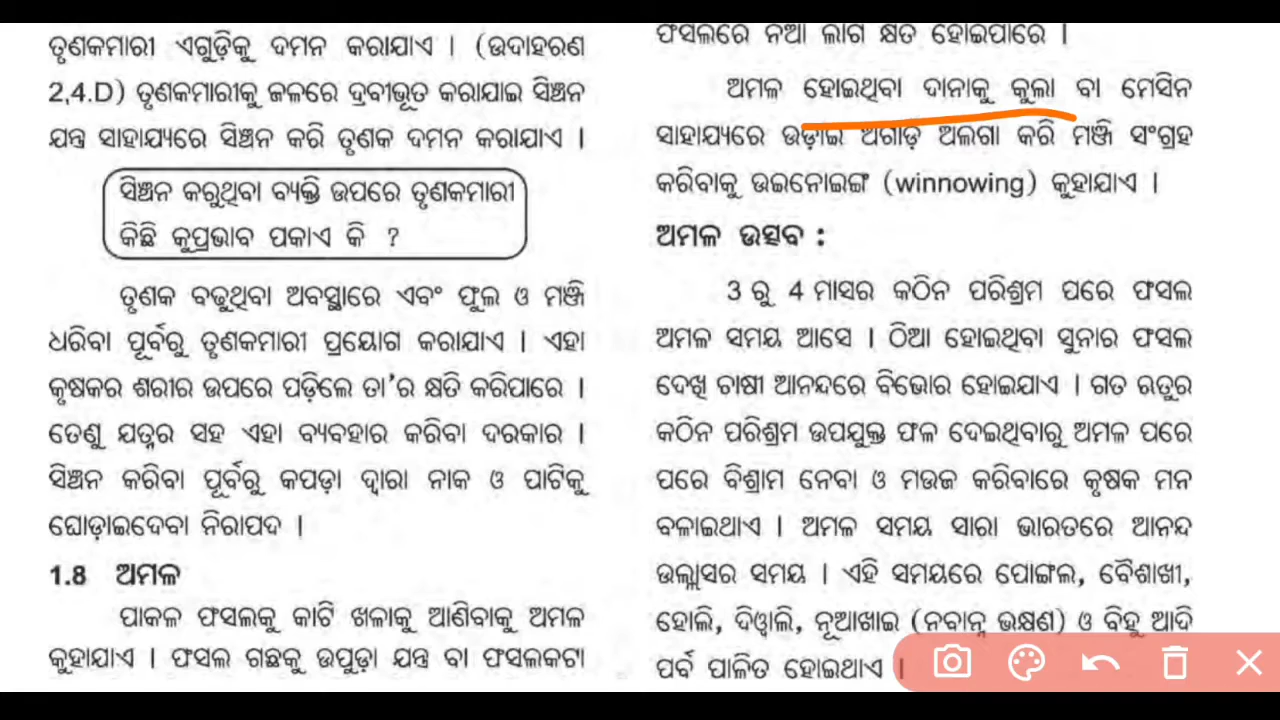 ତୃଣକମାରୀ ଏଗୁଡ଼ିକୁ ଦମନ କରାଯାଏ । (ଉଦାହରଣ
2,4.D) ତୃଣକମାରୀକୁ ଜଳରେ ଦ୍ରବୀଭୂତ କରାଯାଇ ସିଞ୍ଚନ
ଯନ୍ତ୍ର ସାହାଯ୍ୟରେ ସିଞ୍ଚନ କରି ତୃଣକ ଦମନ କରାଯାଏ ।
ସିଞ୍ଚନ କରୁଥିବା ବ୍ୟକ୍ତି ଉପରେ ତୃଣକମାରୀ
କିଛି କୁପ୍ରଭାବ ପକାଏ କି ?
ତୃଣକ ବଢୁଥିବା ଅବସ୍ଥାରେ ଏବଂ ଫୁଲ ଓ ମଞ୍ଜି
ଧରିବା ପୂର୍ବରୁ ତୃଣକମାରୀ ପ୍ରୟୋଗ କରାଯାଏ । ଏହା
କୃଷକର ଶରୀର ଉପରେ ପଡ଼ିଲେ ତା’ର କ୍ଷତି କରିପାରେ ।
ତେଣୁ ଯତ୍ନର ସହ ଏହା ବ୍ୟବହାର କରିବା ଦରକାର ।
ସିଞ୍ଚନ କରିବା ପୂର୍ବରୁ କପଡ଼ା ଦ୍ୱାରା ନାକ ଓ ପାଟିକୁ
ଘୋଡ଼ାଇଦେବା ନିରାପଦ ।
1.8 ଅମଳ
ପାକଳ ଫସଲକୁ କାଟି ଖଳାକୁ ଆଣିବାକୁ ଅମଳ
କୁହାଯାଏ । ଫସଲ ଗଛକୁ ଉପୁଡ଼ା ଯନ୍ତ୍ର ବା ଫସଲକଟା
ଫସଲରେ ନିଆଁ ଲାଗି କ୍ଷତି ହୋଇପାରେ ।
ଅମଳ ହୋଇଥିବା ଦାନାକୁ କୁଲା ବା ମେସିନ
ସାହାଯ୍ୟରେ ଉଡ଼ାଇ ଅଗାଡ଼ି ଅଲଗା କରି ମଞ୍ଜି ସଂଗ୍ରହ
କରିବାକୁ ଉଇନୋଇଙ୍ଗ (winnowing) କୁହାଯାଏ ।
ଅମଳ ଉତ୍ସବ :
3 ରୁ 4 ମାସର କଠିନ ପରିଶ୍ରମ ପରେ ଫସଲ
ଅମଳ ସମୟ ଆସେ । ଠିଆ ହୋଇଥିବା ସୁନାର ଫସଲ
ଦେଖି ଚାଷୀ ଆନନ୍ଦରେ ବିଭୋର ହୋଇଯାଏ । ଗତ ଋତୁର
କଠିନ ପରିଶ୍ରମ ଉପଯୁକ୍ତ ଫଳ ଦେଇଥିବାରୁ ଅମଳ ପରେ
ପରେ ବିଶ୍ରାମ ନେବା ଓ ମଉଜ କରିବାରେ କୃଷକ ମନ
ବଳାଇଥାଏ । ଅମଳ ସମୟ ସାରା ଭାରତରେ ଆନନ୍ଦ
ଉଲ୍ଲାସର ସମୟ । ଏହି ସମୟରେ ପୋଙ୍ଗଲ, ବୈଶାଖୀ,
ହୋଲି, ଦିୱାଲି, ନୂଆଖାଇ (ନବାନ୍ନ ଭକ୍ଷଣ) ଓ ବିହୁ ଆଦି
ପର୍ବ ପାଳିତ ହୋଇଥାଏ ।